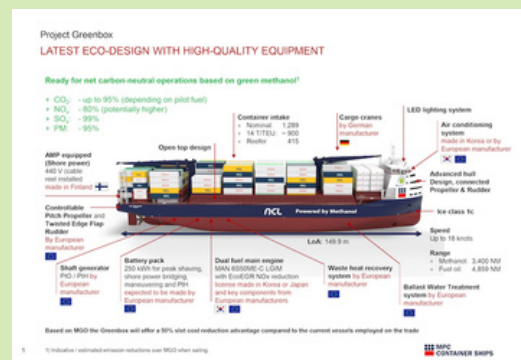 Project Greenbox
LATEST ECO-DESIGN WITH HIGH-QUALITY EQUIPMENT
Ready for net carbon-neutral operations based on green methanol¹
+ CO₂: - up to 95% (depending on pilot fuel)
+ NOₓ: - 80% (potentially higher)
+ SOₓ: - 99%
+ PM: - 95%
Container intake
• Nominal: 1,289
• 14 T/TEU: ~ 900
• Reefer: 415
Cargo cranes
by German
manufacturer
LED lighting system
Air conditioning
system
made in Korea or by
European manufacturer
AMP equipped
(Shore power)
440 V (cable
reel installed
made in Finland
Open top design
Advanced hull
Design, connected
Propeller & Rudder
Controllable
Pitch Propeller and
Twisted Edge Flap
Rudder
By European
manufacturer
NCL
Powered by Methanol
Ice class 1c
LoA: 149.9 m
Speed
Up to 18 knots
Range
• Methanol: 3,400 NM
• Fuel oil: 4,859 NM
Shaft generator
PTO / PTH by
European
manufacturer
Battery pack
250 kWh for peak shaving,
shore power bridging,
maneuvering and PTH
expected to be made by
European manufacturer
Dual fuel main engine
MAN 6S50ME-C LGIM
with EcoEGR NOx reduction
license made in Korea or Japan
and key components from
European manufacturers
Waste heat recovery
system by European
manufacturer
Ballast Water Treatment
system by European
manufacturer
Based on MGO the Greenbox will offer a 50% slot cost reduction advantage compared to the current vessels employed on the trade
1) Indicative / estimated emission reductions over MGO when sailing
MPC
CONTAINER SHIPS